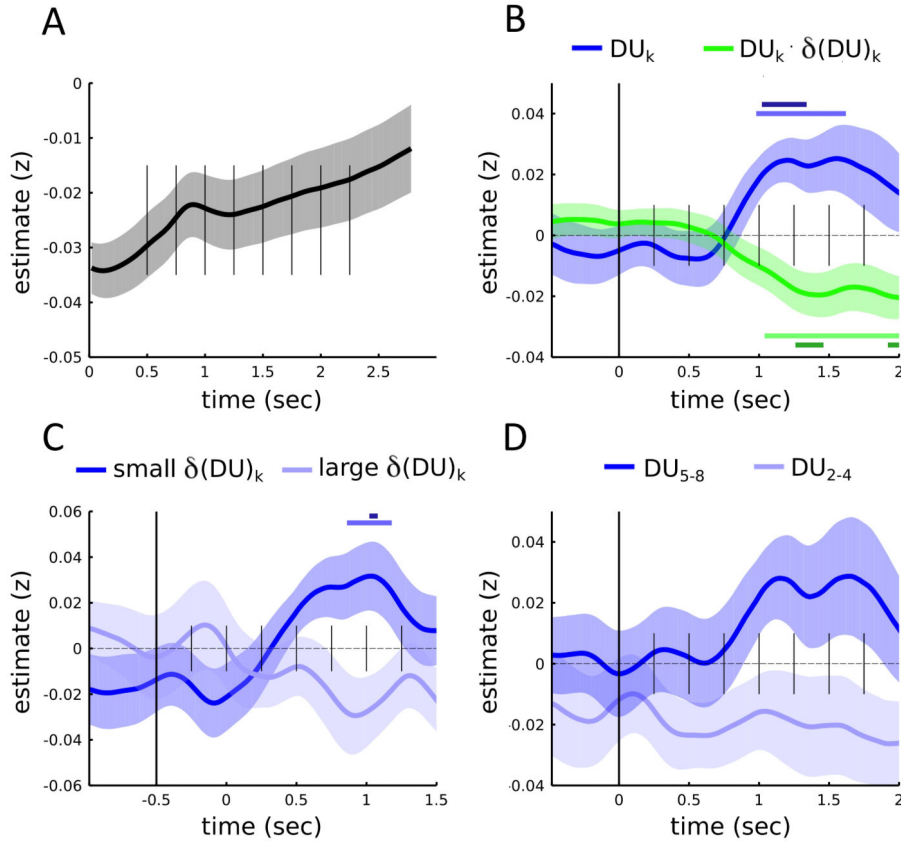 A
0
-0.01
-0.02
-0.03
-0.04
-0.05
estimate (z)
0 0.5 1 1.5 2 2.5
time (sec)
B
DUₖ DUₖ · δ(DU)ₖ
0.04
0.02
0
-0.02
-0.04
estimate (z)
0 0.5 1 1.5 2
time (sec)
C
small δ(DU)ₖ large δ(DU)ₖ
0.06
0.04
0.02
0
-0.02
-0.04
-0.06
estimate (z)
-0.5 0 0.5 1 1.5
time (sec)
D
DU₅₋₈ DU₂₋₄
0.04
0.02
0
-0.02
-0.04
estimate (z)
0 0.5 1 1.5 2
time (sec)